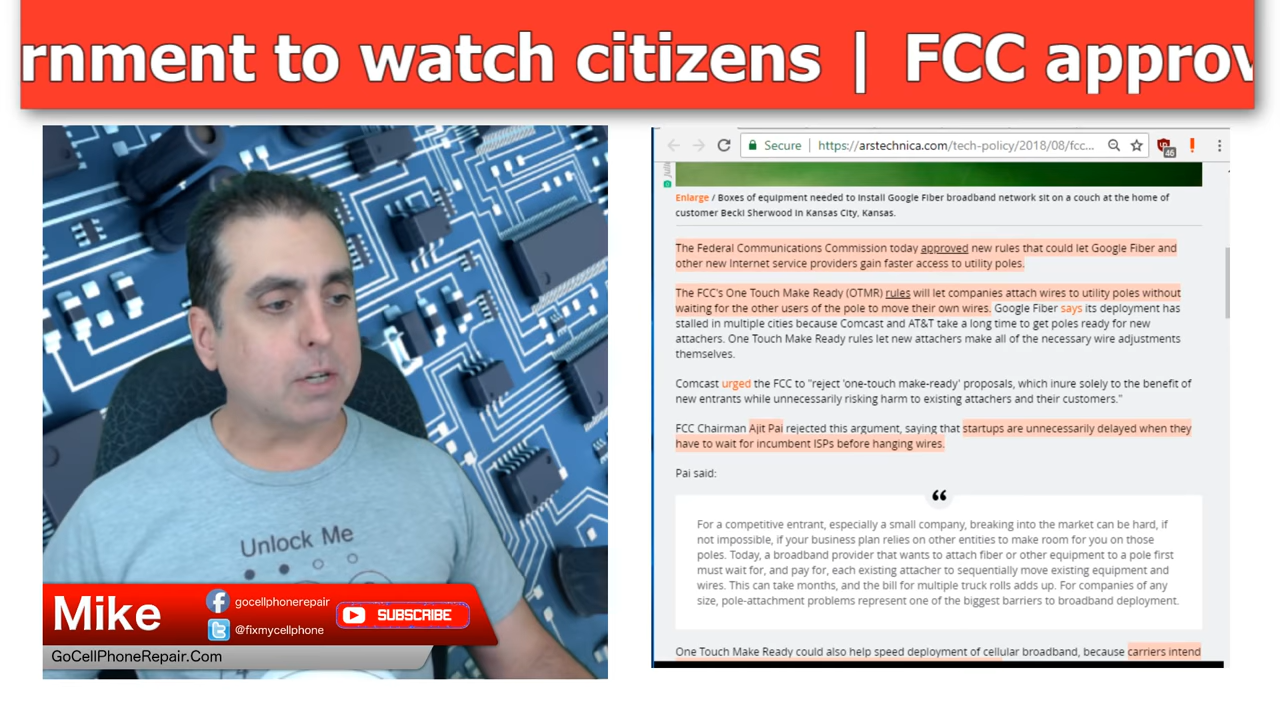 rnment to watch citizens | FCC approv
Secure
https://arstechnica.com/tech-policy/2018/08/fcc...
46
Enlarge / Boxes of equipment needed to install Google Fiber broadband network sit on a couch at the home of
customer Becki Sherwood in Kansas City, Kansas.
The Federal Communications Commission today approved new rules that could let Google Fiber and
other new Internet service providers gain faster access to utility poles.
The FCC's One Touch Make Ready (OTMR) rules will let companies attach wires to utility poles without
waiting for the other users of the pole to move their own wires. Google Fiber says its deployment has
stalled in multiple cities because Comcast and AT&T take a long time to get poles ready for new
attachers. One Touch Make Ready rules let new attachers make all of the necessary wire adjustments
themselves.
Comcast urged the FCC to "reject 'one-touch make-ready' proposals, which inure solely to the benefit of
new entrants while unnecessarily risking harm to existing attachers and their customers."
FCC Chairman Ajit Pai rejected this argument, saying that startups are unnecessarily delayed when they
have to wait for incumbent ISPs before hanging wires.
Pai said:
“
For a competitive entrant, especially a small company, breaking into the market can be hard, if
not impossible, if your business plan relies on other entities to make room for you on those
poles. Today, a broadband provider that wants to attach fiber or other equipment to a pole first
must wait for, and pay for, each existing attacher to sequentially move existing equipment and
wires. This can take months, and the bill for multiple truck rolls adds up. For companies of any
size, pole-attachment problems represent one of the biggest barriers to broadband deployment.
One Touch Make Ready could also help speed deployment of cellular broadband, because carriers intend
Unlock Me
Mike
gocellphonerepair
@fixmycellphone
SUBSCRIBE
GoCellPhoneRepair.Com